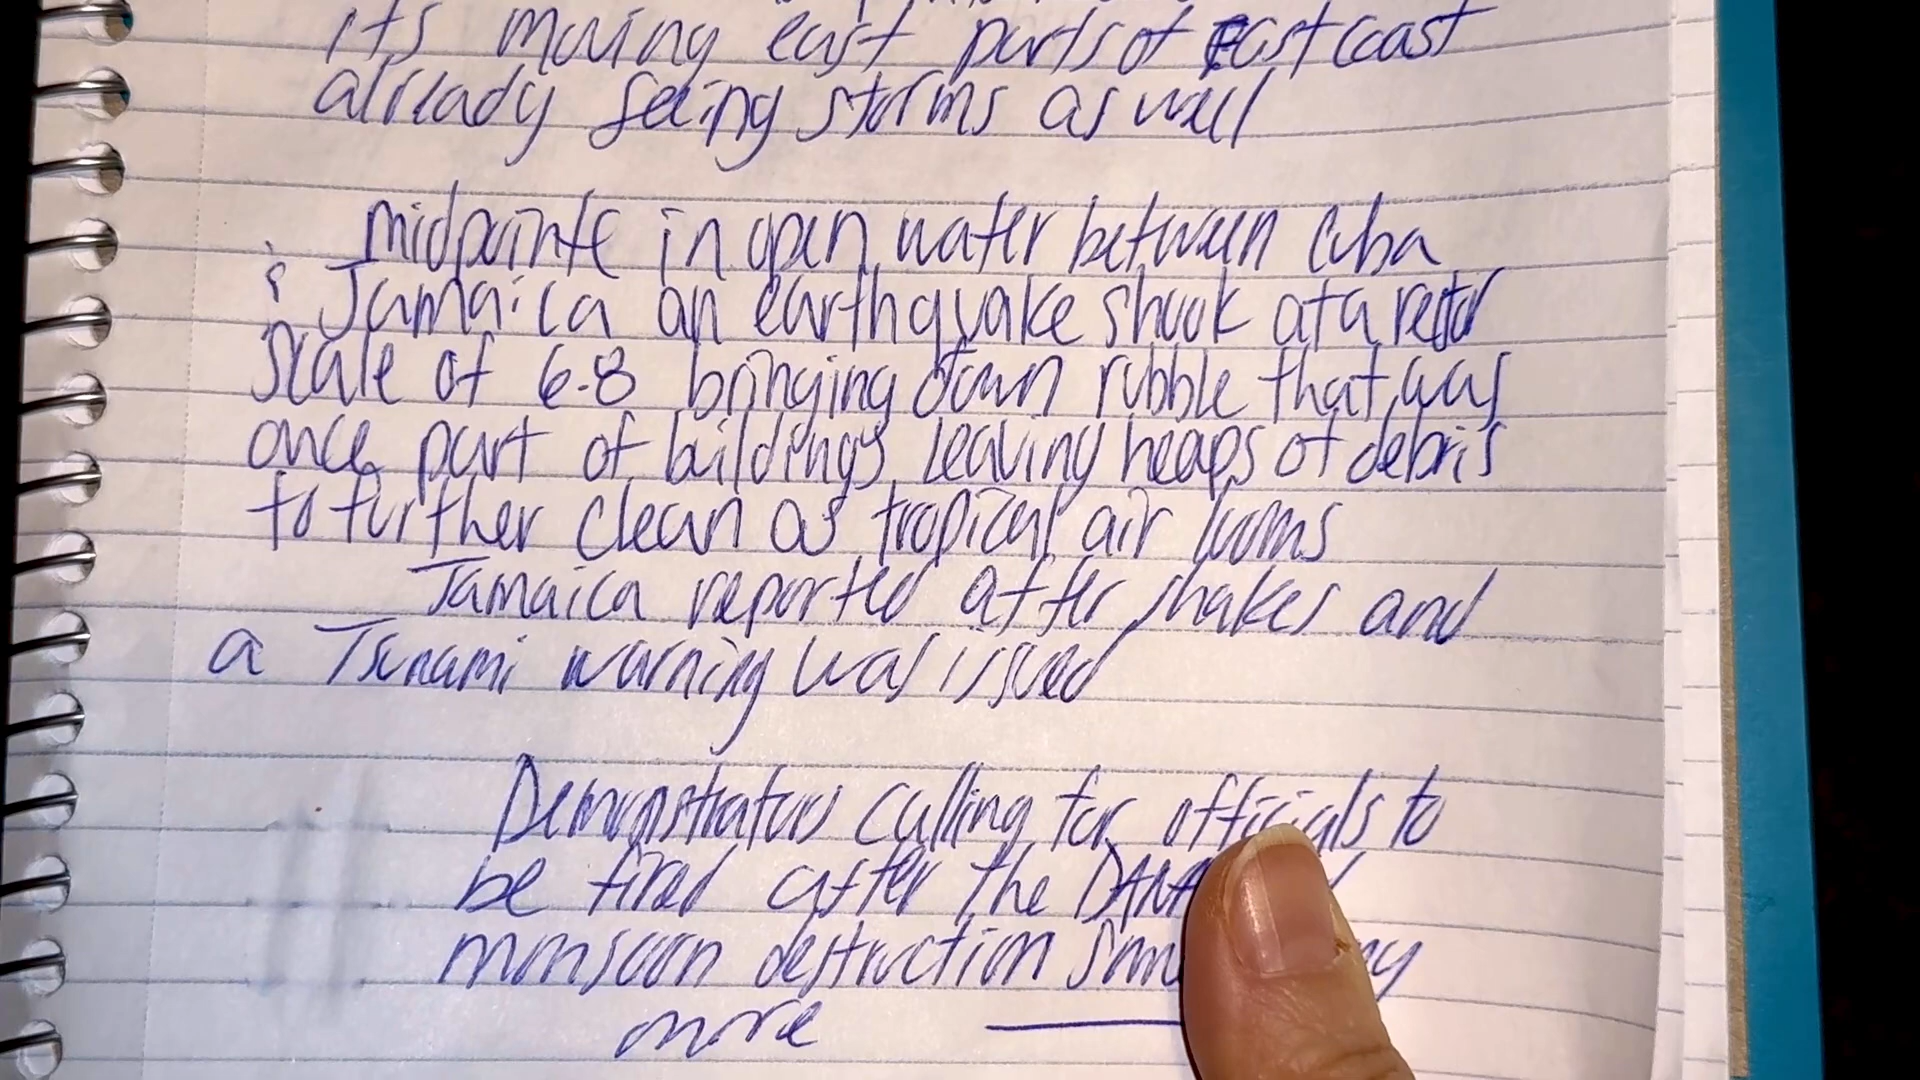 its moving east parts of East coast
already seeing storms as well
midpointe in open water between Cuba
& Jamaica an earthquake shook at a restor
scale of 6.8 bringing down rubble that was
once part of buildings leaving heaps of debris
to further clean as tropical air looms
Jamaica reported after shakes and
a Tsunami warning was issued
Demonstrators calling for officials to
be fired after the DANA
monsoon destruction
more